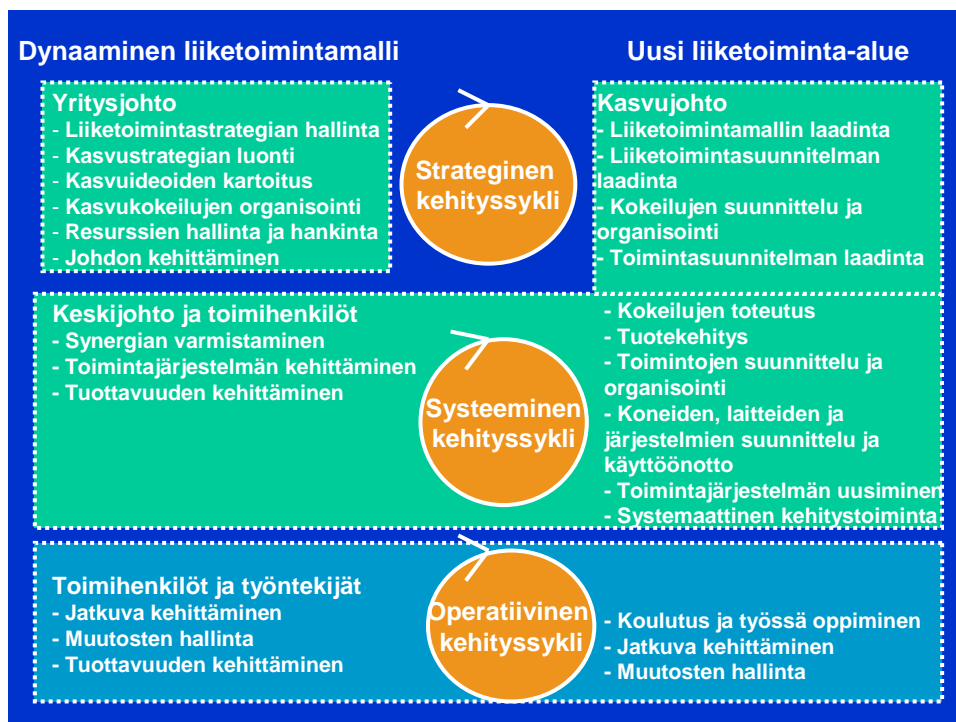 Dynaaminen liiketoimintamalli
Uusi liiketoiminta-alue
Yritysjohto
- Liiketoimintastrategian hallinta
- Kasvustrategian luonti
- Kasvuideoiden kartoitus
- Kasvukokeilujen organisointi
- Resurssien hallinta ja hankinta
- Johdon kehittäminen
Strateginen
kehityssykli
Kasvujohto
- Liiketoimintamallin laadinta
- Liiketoimintasuunnitelman
laadinta
- Kokeilujen suunnittelu ja
organisointi
- Toimintasuunnitelman laadinta
Keskijohto ja toimihenkilöt
- Synergian varmistaminen
- Toimintajärjestelmän kehittäminen
- Tuottavuuden kehittäminen
Systeeminen
kehityssykli
- Kokeilujen toteutus
- Tuotekehitys
- Toimintojen suunnittelu ja
organisointi
- Koneiden, laitteiden ja
järjestelmien suunnittelu ja
käyttöönotto
- Toimintajärjestelmän uusiminen
- Systemaattinen kehitystoiminta
Toimihenkilöt ja työntekijät
- Jatkuva kehittäminen
- Muutosten hallinta
- Tuottavuuden kehittäminen
Operatiivinen
kehityssykli
- Koulutus ja työssä oppiminen
- Jatkuva kehittäminen
- Muutosten hallinta